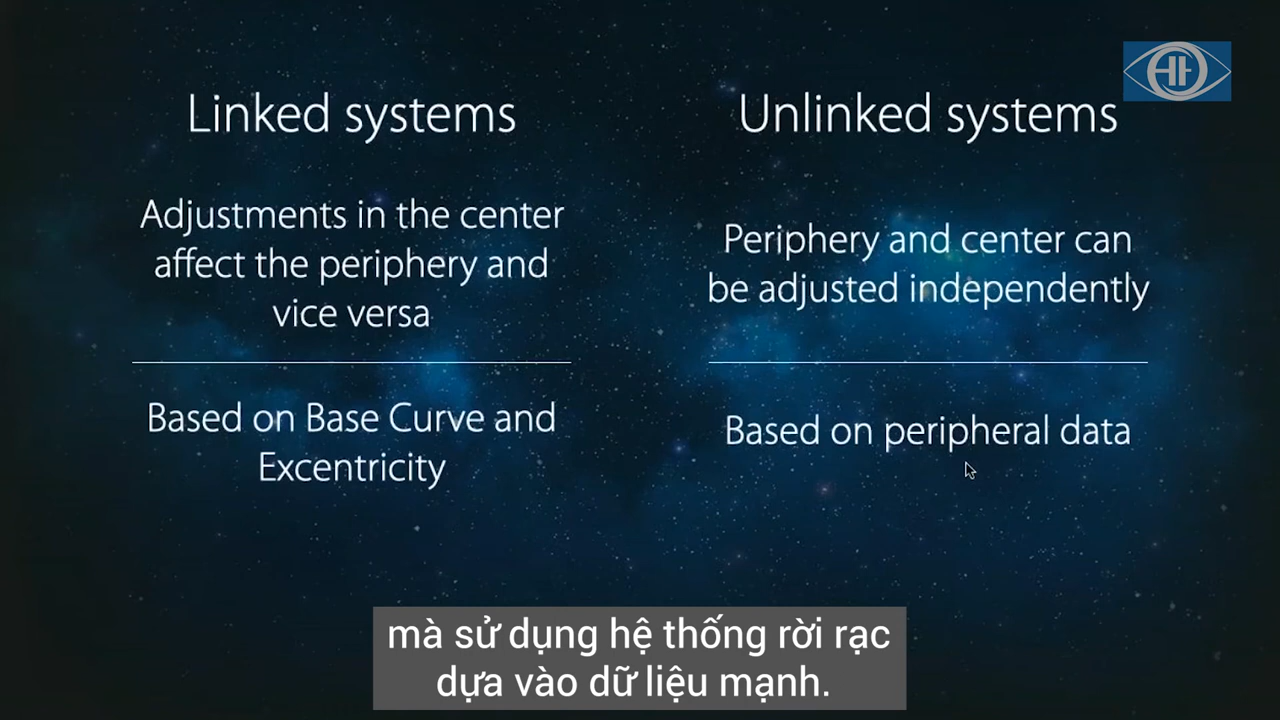 Linked systems
Adjustments in the center
affect the periphery and
vice versa
Based on Base Curve and
Excentricity
Unlinked systems
Periphery and center can
be adjusted independently
Based on peripheral data
mà sử dụng hệ thống rời rạc
dựa vào dữ liệu mạnh.